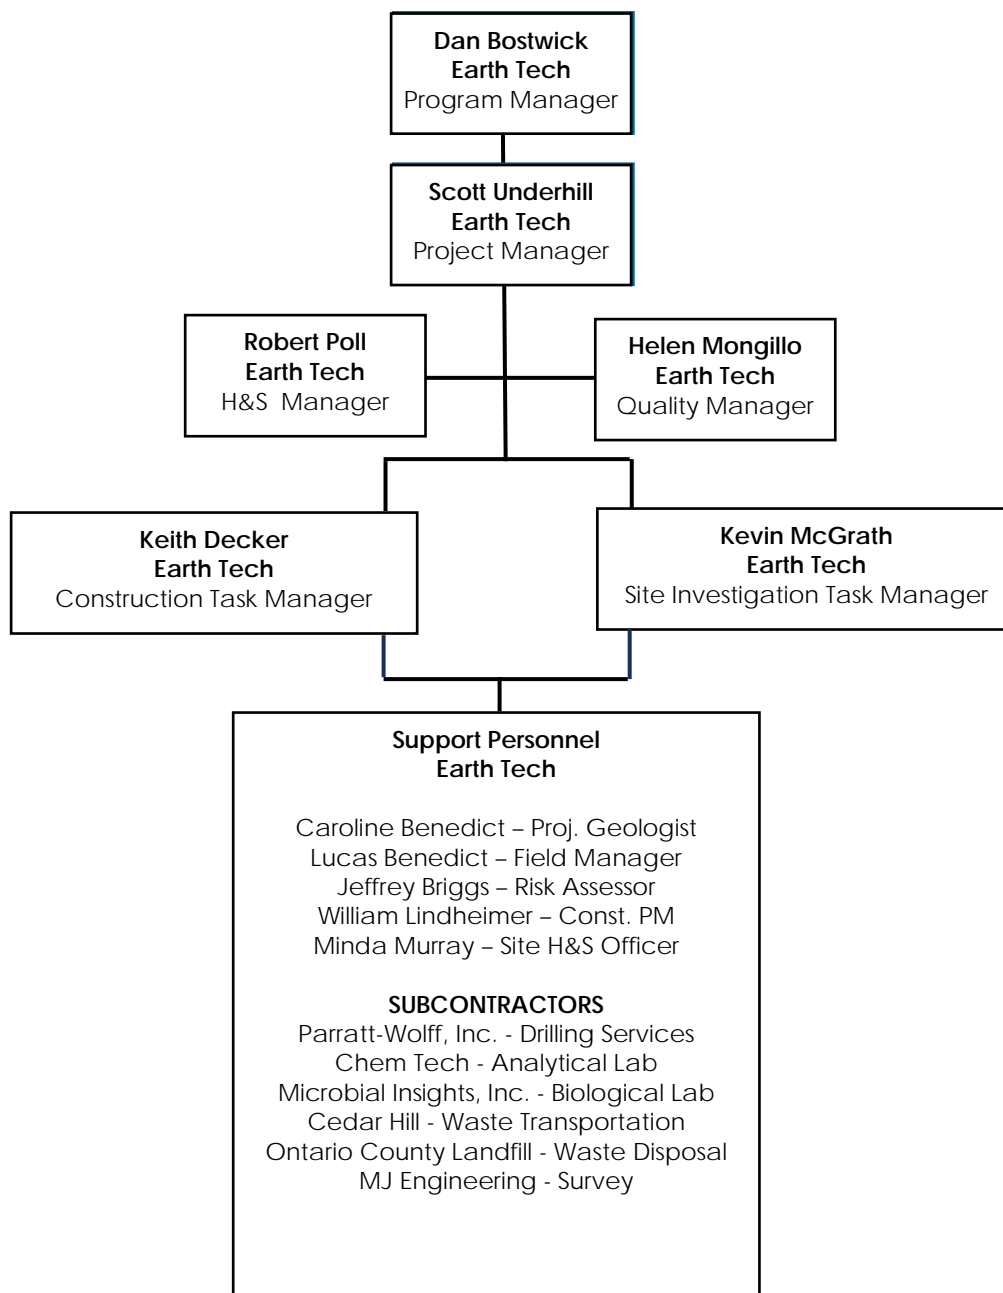 Dan Bostwick
Earth Tech
Program Manager
Scott Underhill
Earth Tech
Project Manager
Robert Poll
Earth Tech
H&S Manager
Helen Mongillo
Earth Tech
Quality Manager
Keith Decker
Earth Tech
Construction Task Manager
Kevin McGrath
Earth Tech
Site Investigation Task Manager
Support Personnel
Earth Tech
Caroline Benedict – Proj. Geologist
Lucas Benedict – Field Manager
Jeffrey Briggs – Risk Assessor
William Lindheimer – Const. PM
Minda Murray – Site H&S Officer
SUBCONTRACTORS
Parratt-Wolff, Inc. - Drilling Services
Chem Tech - Analytical Lab
Microbial Insights, Inc. - Biological Lab
Cedar Hill - Waste Transportation
Ontario County Landfill - Waste Disposal
MJ Engineering - Survey